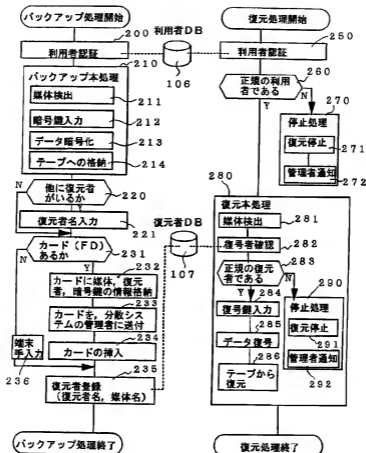 バックアップ処理開始
200
利用者認証
210
バックアップ本処理
媒体検出
211
暗号鍵入力
212
データ暗号化
213
テープへの格納
214
N
他に復元者
がいるか
220
Y
復元者名入力
221
カード(FD)
あるか
231
N
Y
232
カードに媒体,復元
者,暗号鍵の情報格納
233
カードを,分散シ
ステムの管理者に送付
234
カードの挿入
端末
手入力
236
235
復元者登録
(復元者名,媒体名)
バックアップ処理終了
利用者DB
106
復元者DB
107
復元処理開始
250
利用者認証
260
正規の利用
者である
N
Y
270
停止処理
復元停止
271
管理者通知
272
280
復元本処理
媒体検出
281
復号者確認
282
283
正規の復元
者である
N
Y
284
復号鍵入力
285
データ復号
286
テープから
復元
290
停止処理
復元停止
291
管理者通知
292
復元処理終了